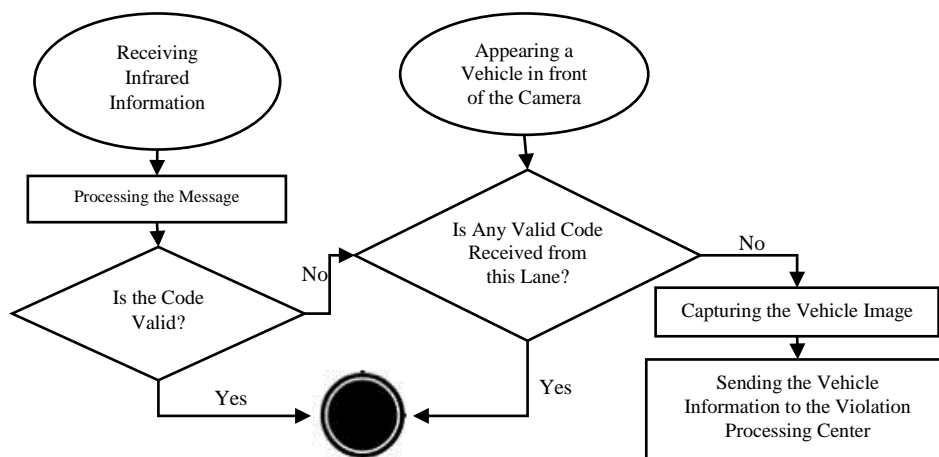 Receiving
Infrared
Information
Appearing a
Vehicle in front
of the Camera
Processing the Message
Is Any Valid Code
Received from
this Lane?
No
No
Is the Code
Valid?
Capturing the Vehicle Image
Yes
Yes
Sending the Vehicle
Information to the Violation
Processing Center